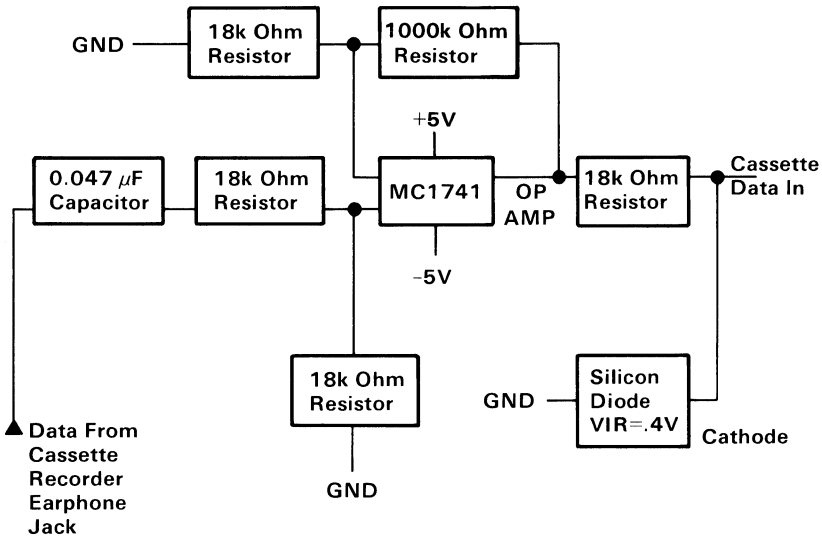 GND
18k Ohm
Resistor
1000k Ohm
Resistor
+5V
0.047 μF
Capacitor
18k Ohm
Resistor
MC1741
OP
AMP
18k Ohm
Resistor
Cassette
Data In
-5V
18k Ohm
Resistor
GND
GND
Silicon
Diode
VIR=.4V
Cathode
Data From
Cassette
Recorder
Earphone
Jack